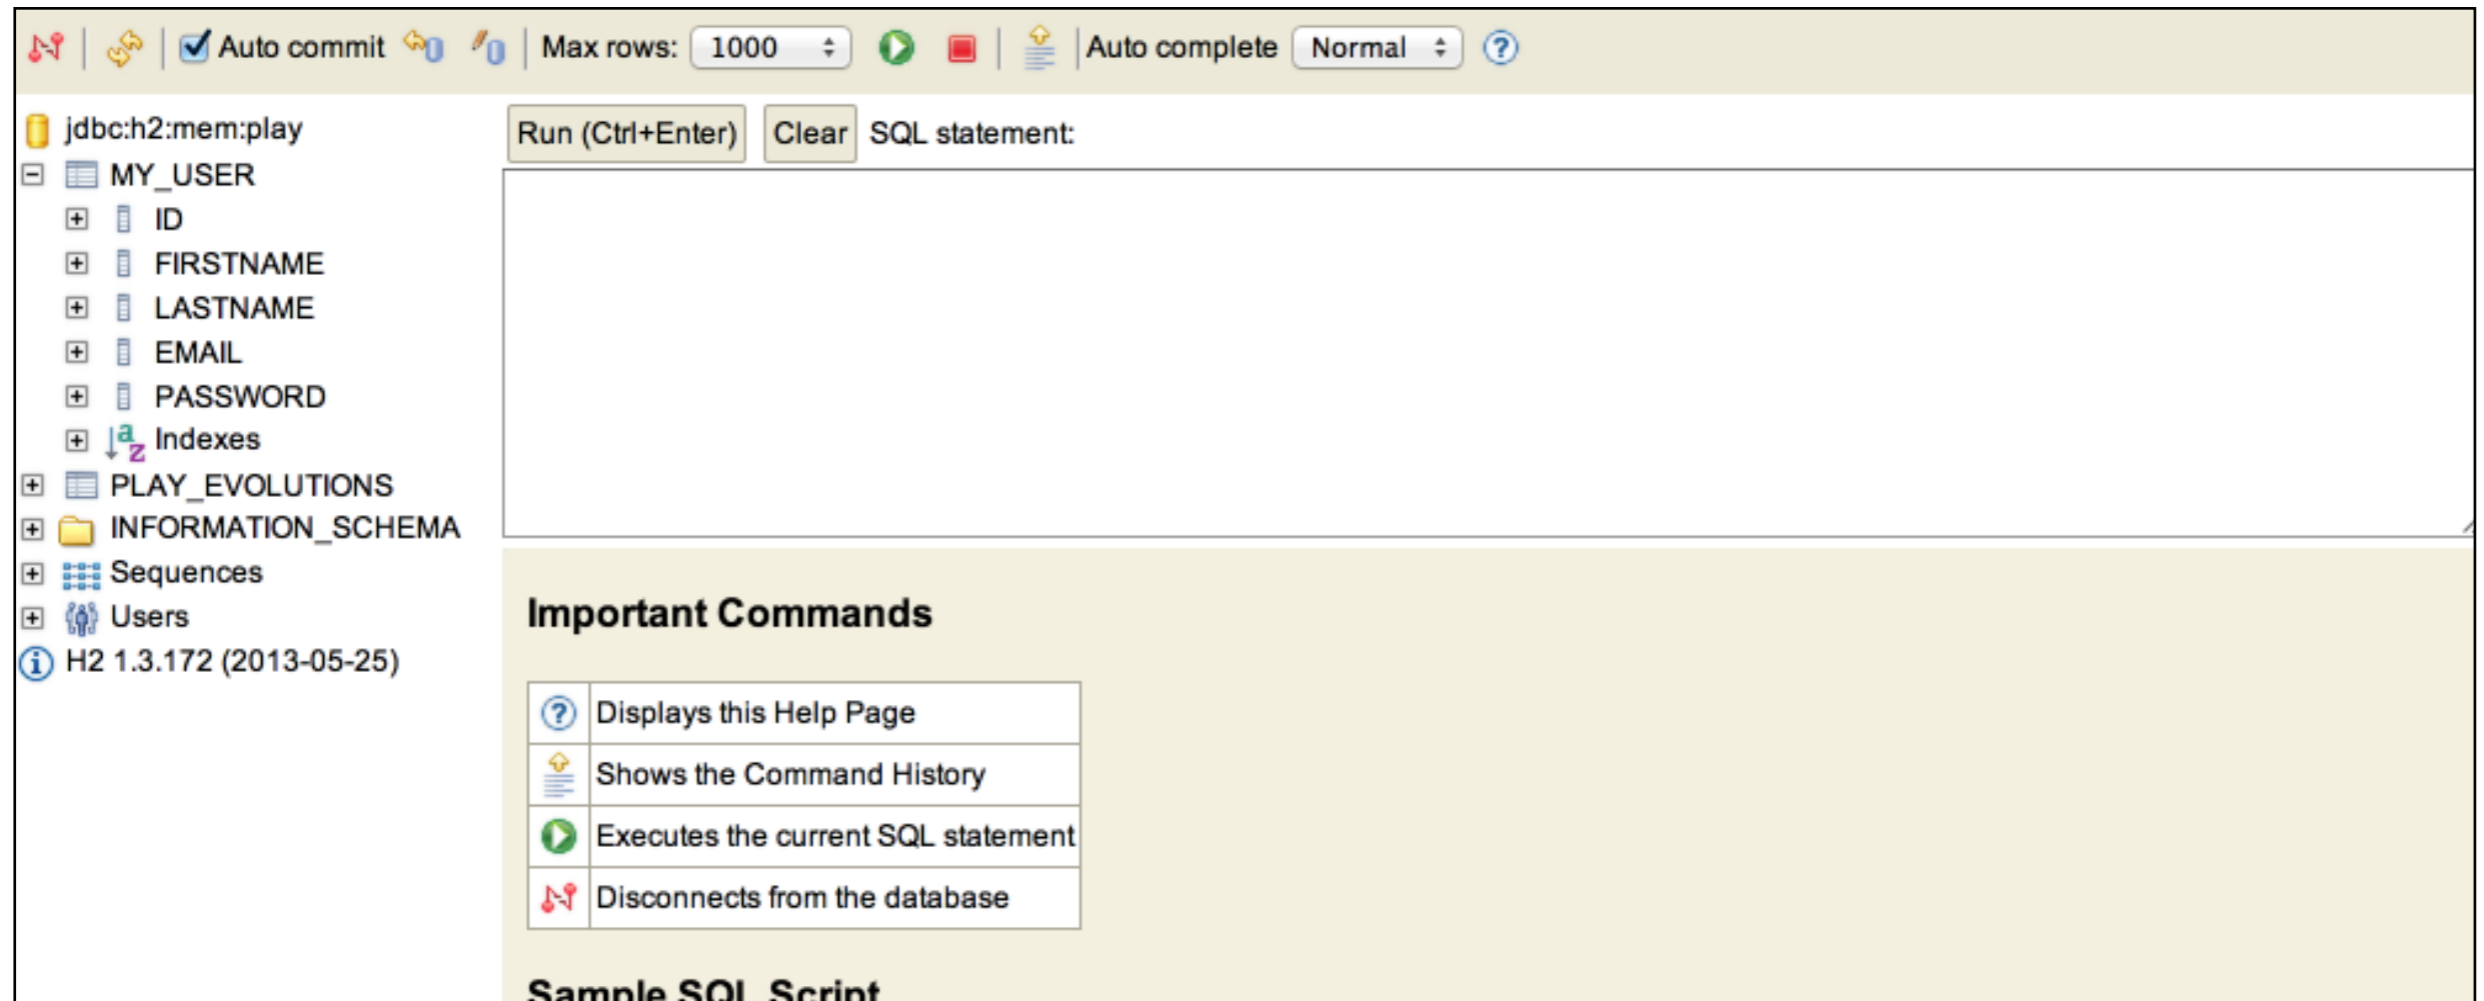 Auto commit Max rows: 1000 Auto complete Normal
jdbc:h2:mem:play
MY_USER
ID
FIRSTNAME
LASTNAME
EMAIL
PASSWORD
Indexes
PLAY_EVOLUTIONS
INFORMATION_SCHEMA
Sequences
Users
H2 1.3.172 (2013-05-25)
Run (Ctrl+Enter) Clear SQL statement:
Important Commands
Displays this Help Page
Shows the Command History
Executes the current SQL statement
Disconnects from the database
Sample SQL Script